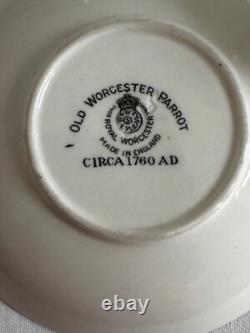 OLD WORCESTER PARROT
ROYAL WORCESTER
MADE IN ENGLAND
CIRCA 1760 AD